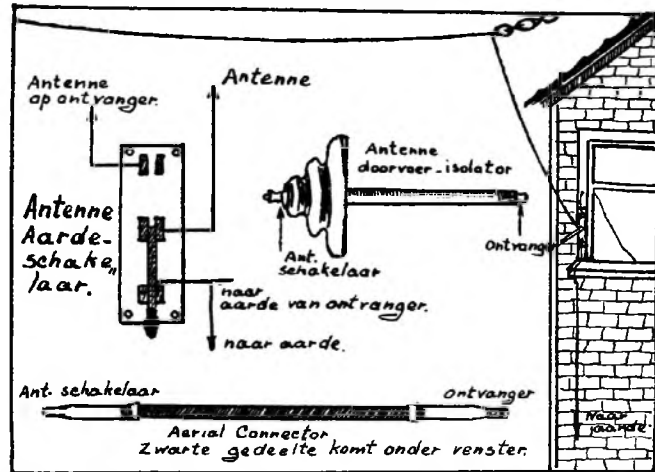 Antenne
op ontvanger.
Antenne
Antenne
Aarde-
schake„
laar.
naar
aarde van ontvanger.
naar aarde.
Antenne
doorvoer-isolator
Ant.
schakelaar
Ontvanger
Ant. schakelaar
Ontvanger
Aerial Connector
Zwarte gedeelte komt onder venster.
Naar
aarde